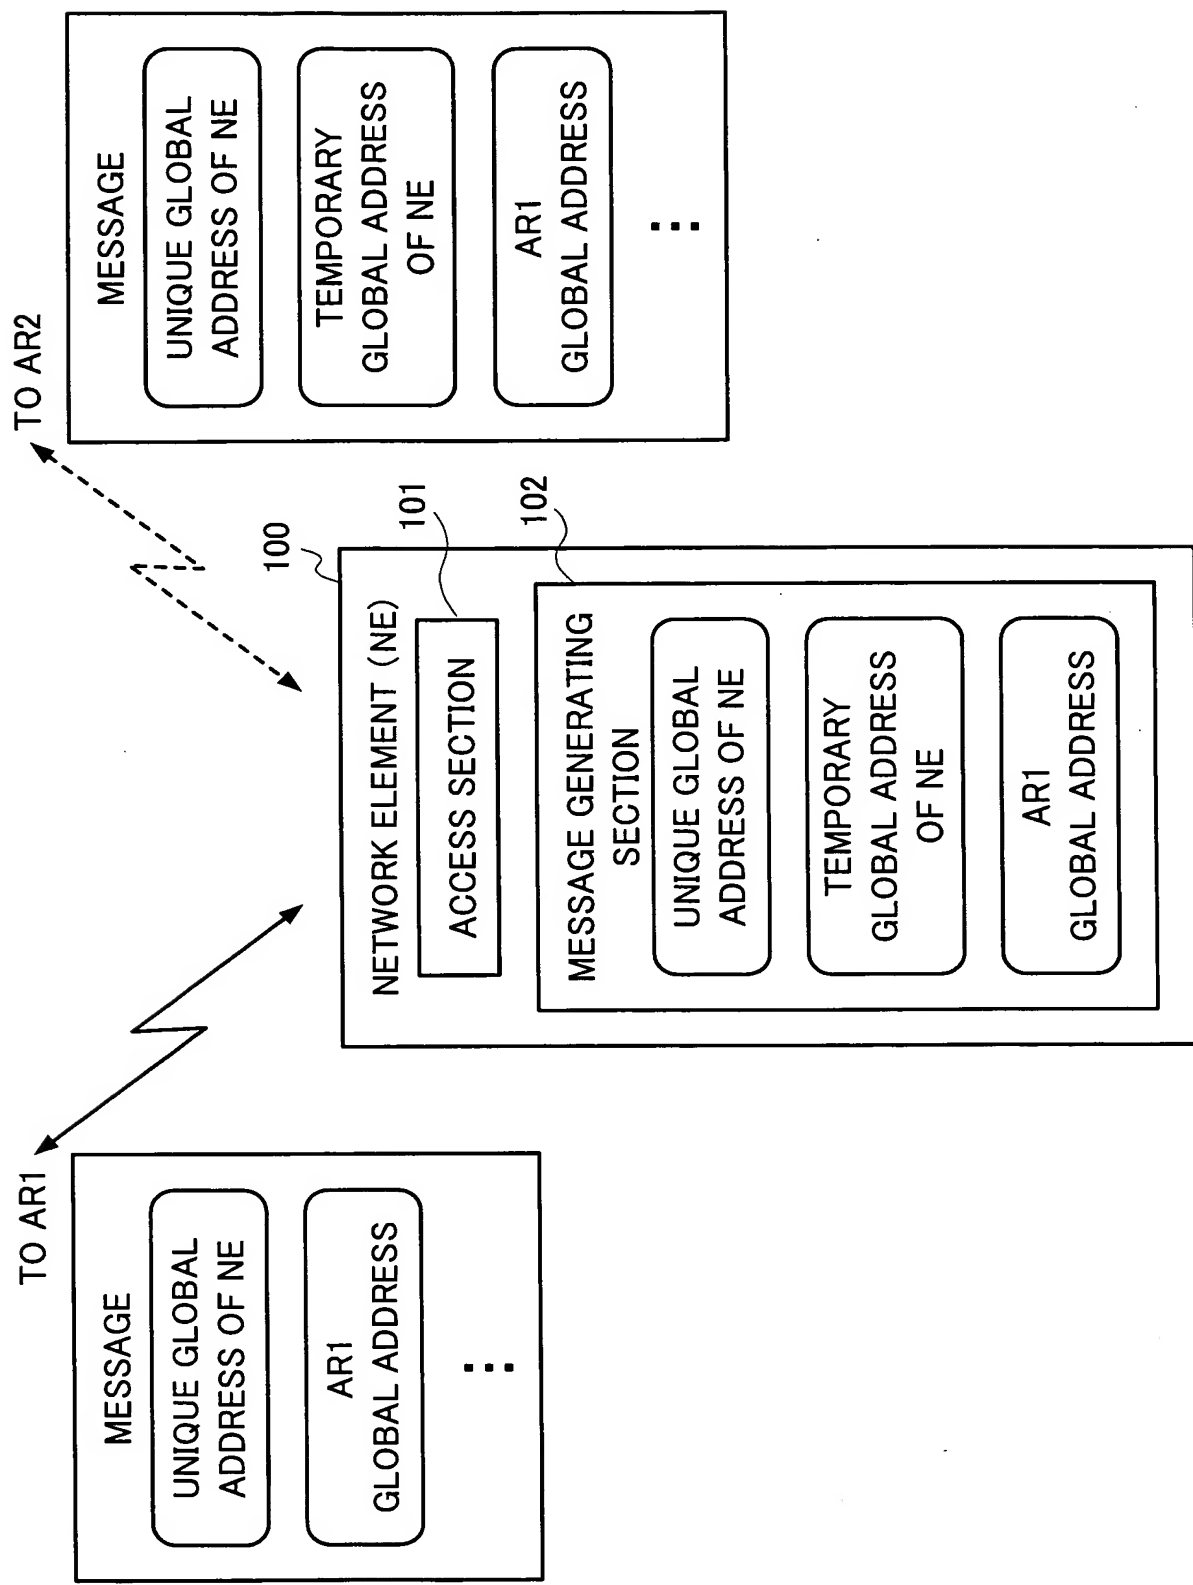 TO AR1
MESSAGE
UNIQUE GLOBAL
ADDRESS OF NE
AR1
GLOBAL ADDRESS
⋮
100
NETWORK ELEMENT (NE)
101
ACCESS SECTION
102
MESSAGE GENERATING
SECTION
UNIQUE GLOBAL
ADDRESS OF NE
TEMPORARY
GLOBAL ADDRESS
OF NE
AR1
GLOBAL ADDRESS
TO AR2
MESSAGE
UNIQUE GLOBAL
ADDRESS OF NE
TEMPORARY
GLOBAL ADDRESS
OF NE
AR1
GLOBAL ADDRESS
⋮